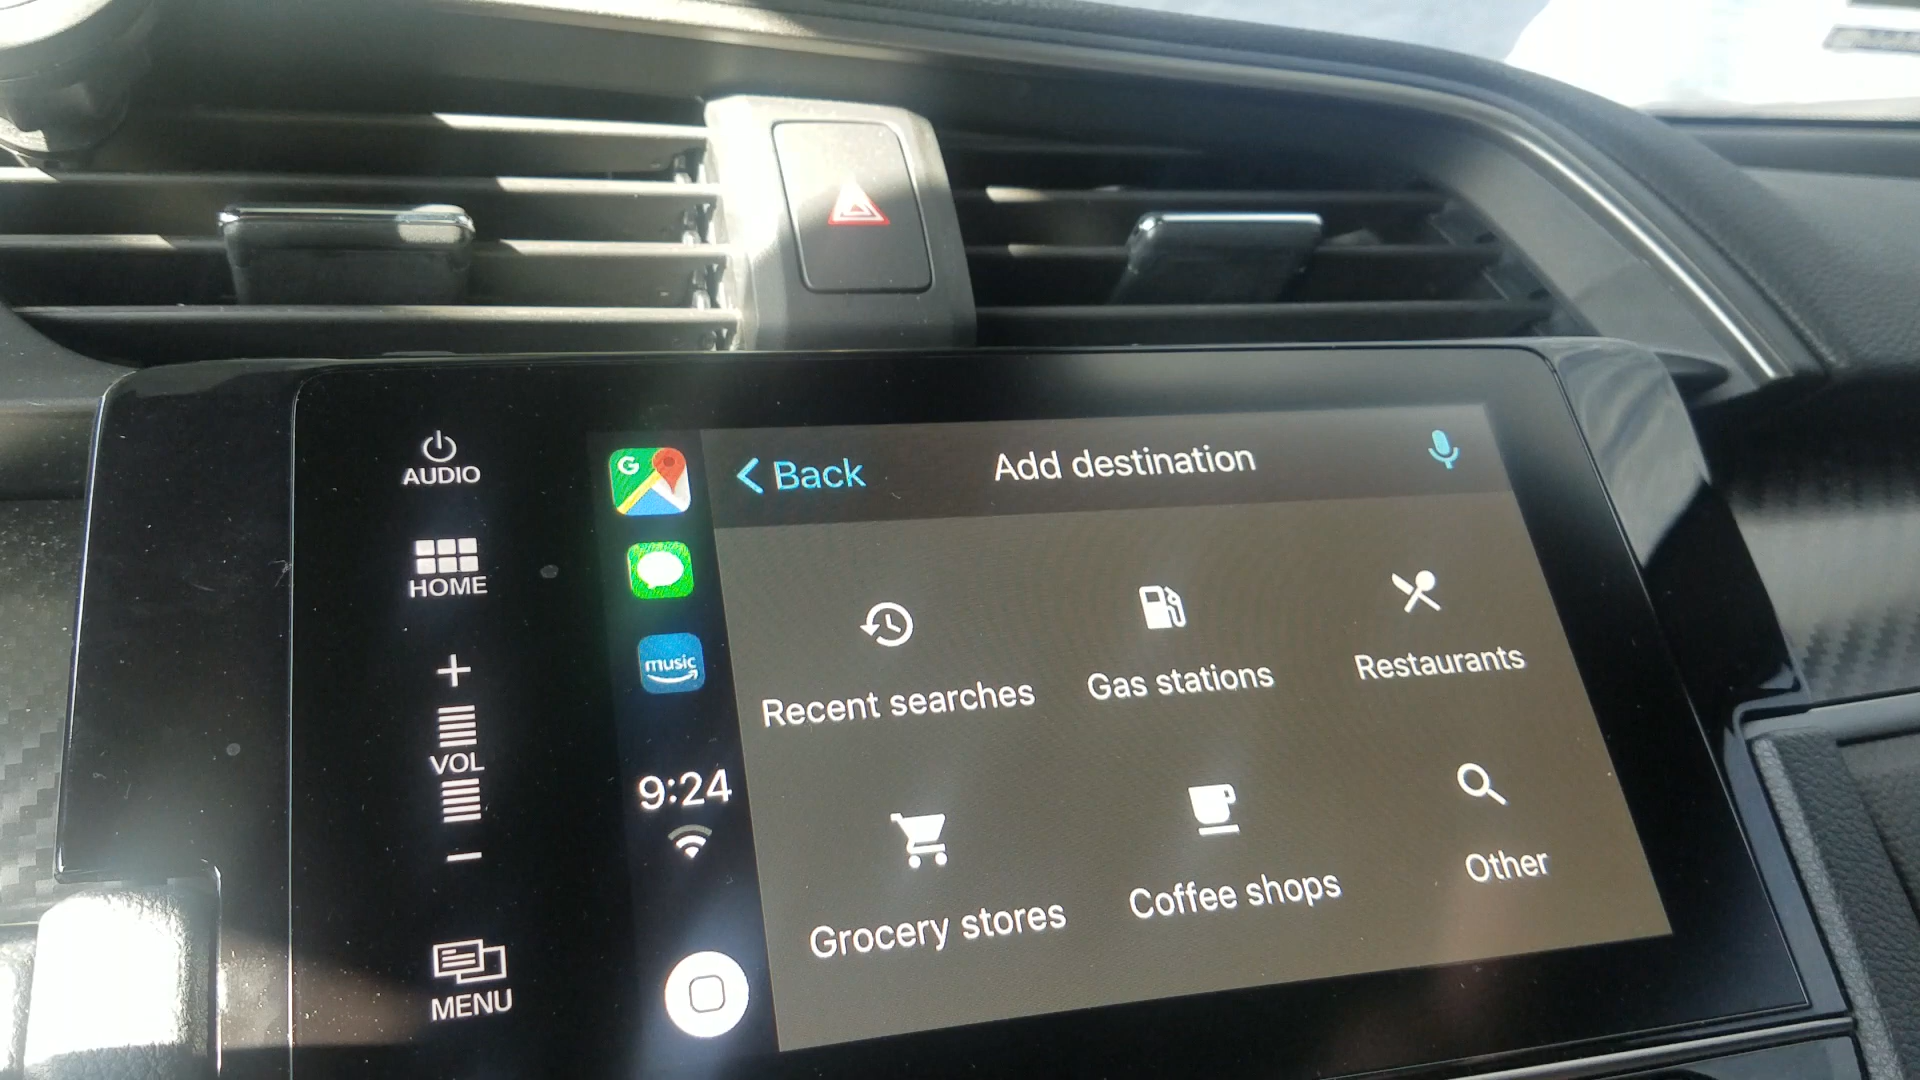 AUDIO
HOME
+
VOL
−
MENU
G
music
9:24
Back
Add destination
Recent searches
Gas stations
Restaurants
Grocery stores
Coffee shops
Other